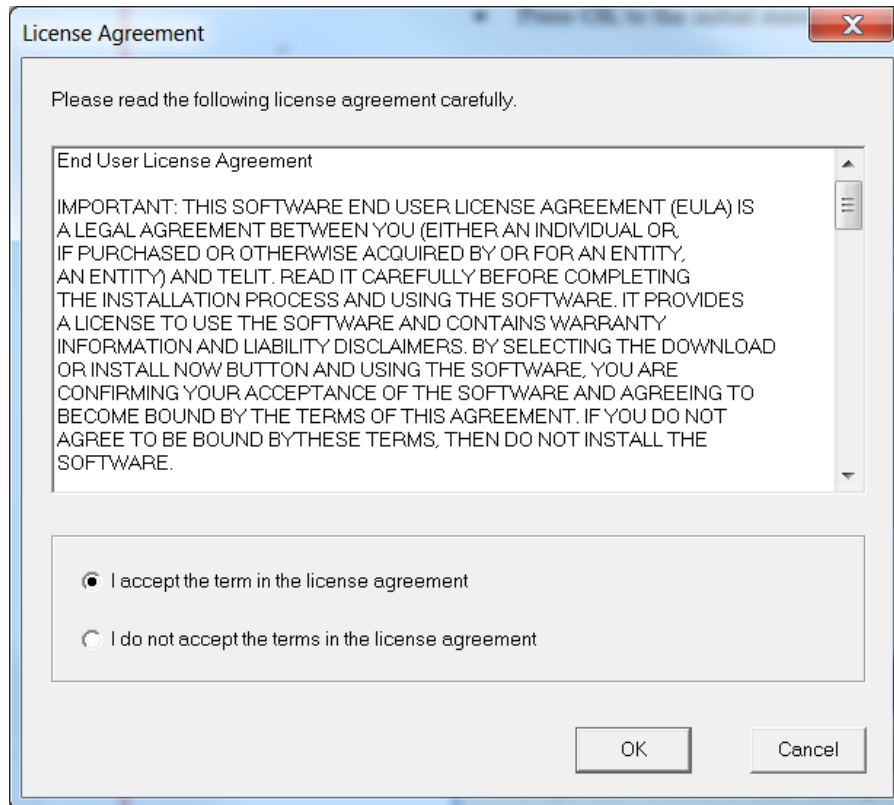 Press OK to the
License Agreement
Please read the following license agreement carefully.
End User License Agreement
IMPORTANT: THIS SOFTWARE END USER LICENSE AGREEMENT (EULA) IS
A LEGAL AGREEMENT BETWEEN YOU (EITHER AN INDIVIDUAL OR,
IF PURCHASED OR OTHERWISE ACQUIRED BY OR FOR AN ENTITY,
AN ENTITY) AND TELIT. READ IT CAREFULLY BEFORE COMPLETING
THE INSTALLATION PROCESS AND USING THE SOFTWARE. IT PROVIDES
A LICENSE TO USE THE SOFTWARE AND CONTAINS WARRANTY
INFORMATION AND LIABILITY DISCLAIMERS. BY SELECTING THE DOWNLOAD
OR INSTALL NOW BUTTON AND USING THE SOFTWARE, YOU ARE
CONFIRMING YOUR ACCEPTANCE OF THE SOFTWARE AND AGREEING TO
BECOME BOUND BY THE TERMS OF THIS AGREEMENT. IF YOU DO NOT
AGREE TO BE BOUND BYTHESE TERMS, THEN DO NOT INSTALL THE
SOFTWARE.
I accept the term in the license agreement
I do not accept the terms in the license agreement
OK
Cancel